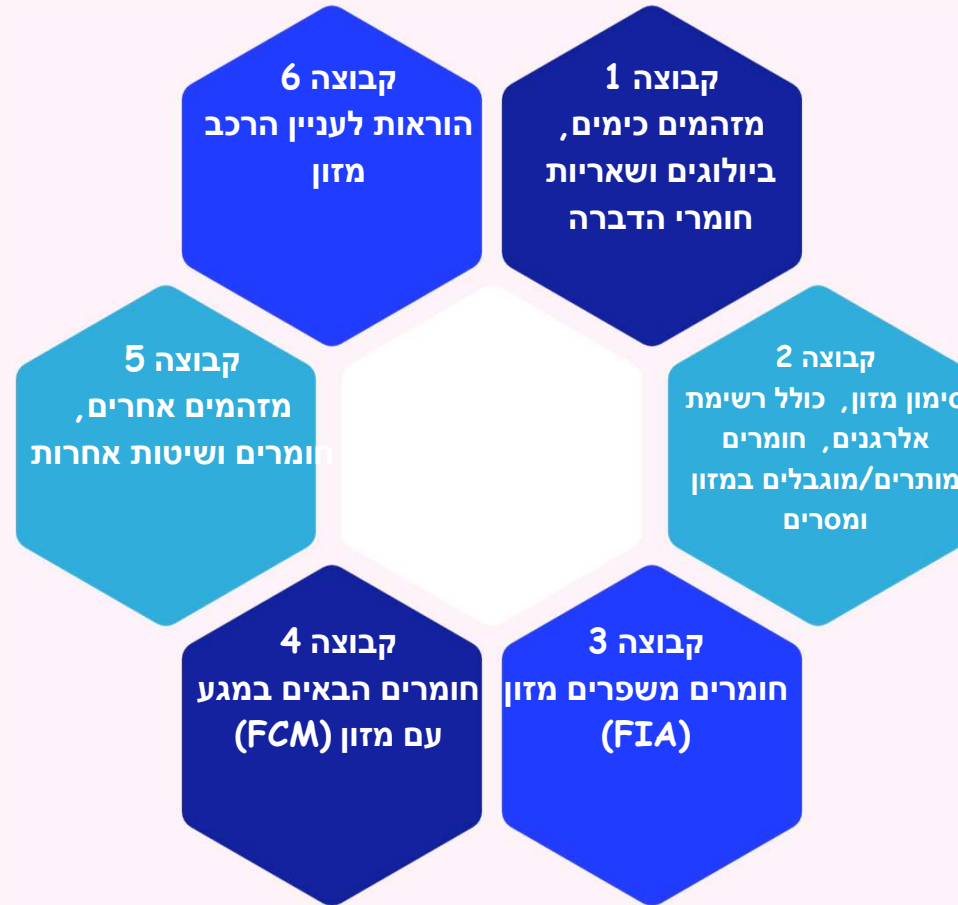 קבוצה 1
מזהמים כימים,
ביולוגים ושאריות
חומרי הדברה
קבוצה 2
סימון מזון, כולל רשימת
אלרגנים, חומרים
מותרים/מוגבלים במזון
ומסרים
קבוצה 3
חומרים משפרים מזון
(FIA)
קבוצה 4
חומרים הבאים במגע
עם מזון (FCM)
קבוצה 5
מזהמים אחרים,
חומרים ושיטות אחרות
קבוצה 6
הוראות לעניין הרכב
מזון